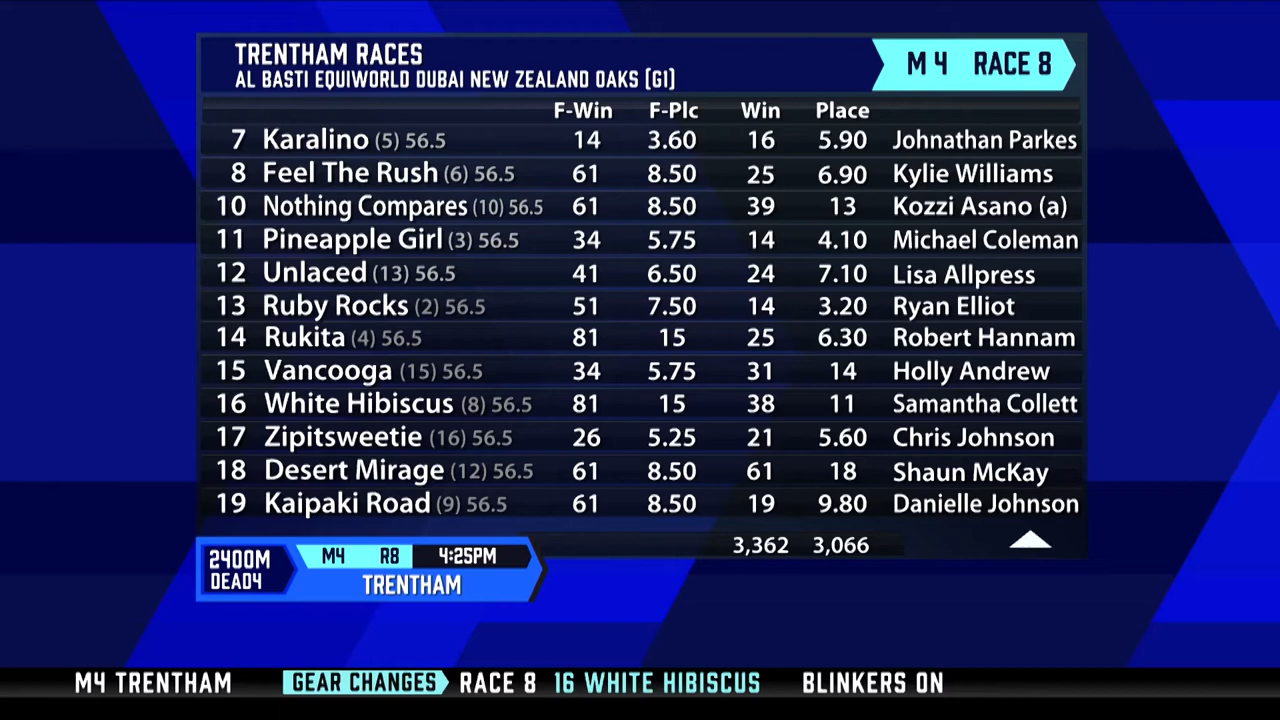 TRENTHAM RACES
AL BASTI EQUIWORLD DUBAI NEW ZEALAND OAKS [G1]
M 4 RACE 8
F-Win F-Plc Win Place
7 Karalino (5) 56.5 14 3.60 16 5.90 Johnathan Parkes
8 Feel The Rush (6) 56.5 61 8.50 25 6.90 Kylie Williams
10 Nothing Compares (10) 56.5 61 8.50 39 13 Kozzi Asano (a)
11 Pineapple Girl (3) 56.5 34 5.75 14 4.10 Michael Coleman
12 Unlaced (13) 56.5 41 6.50 24 7.10 Lisa Allpress
13 Ruby Rocks (2) 56.5 51 7.50 14 3.20 Ryan Elliot
14 Rukita (4) 56.5 81 15 25 6.30 Robert Hannam
15 Vancooga (15) 56.5 34 5.75 31 14 Holly Andrew
16 White Hibiscus (8) 56.5 81 15 38 11 Samantha Collett
17 Zipitsweetie (16) 56.5 26 5.25 21 5.60 Chris Johnson
18 Desert Mirage (12) 56.5 61 8.50 61 18 Shaun McKay
19 Kaipaki Road (9) 56.5 61 8.50 19 9.80 Danielle Johnson
3,362 3,066
2400M
DEAD4
M4 R8 4:25PM
TRENTHAM
M4 TRENTHAM GEAR CHANGES RACE 8 16 WHITE HIBISCUS BLINKERS ON